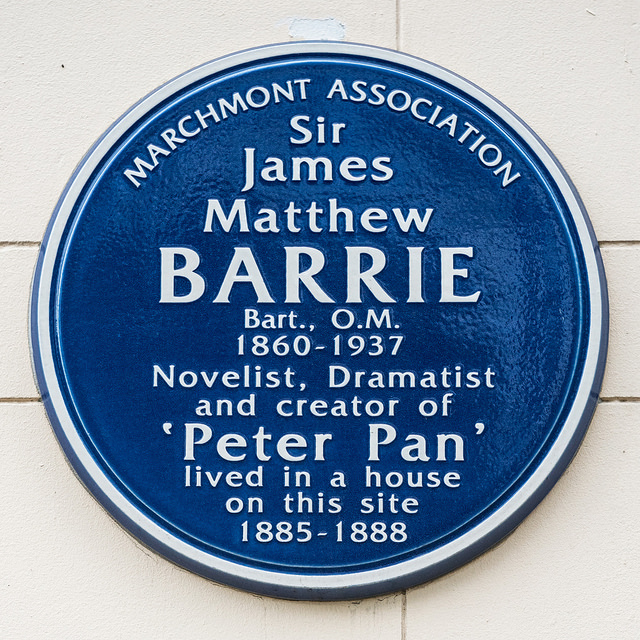 MARCHMONT ASSOCIATION
Sir
James
Matthew
BARRIE
Bart., O.M.
1860-1937
Novelist, Dramatist
and creator of
‘Peter Pan’
lived in a house
on this site
1885-1888